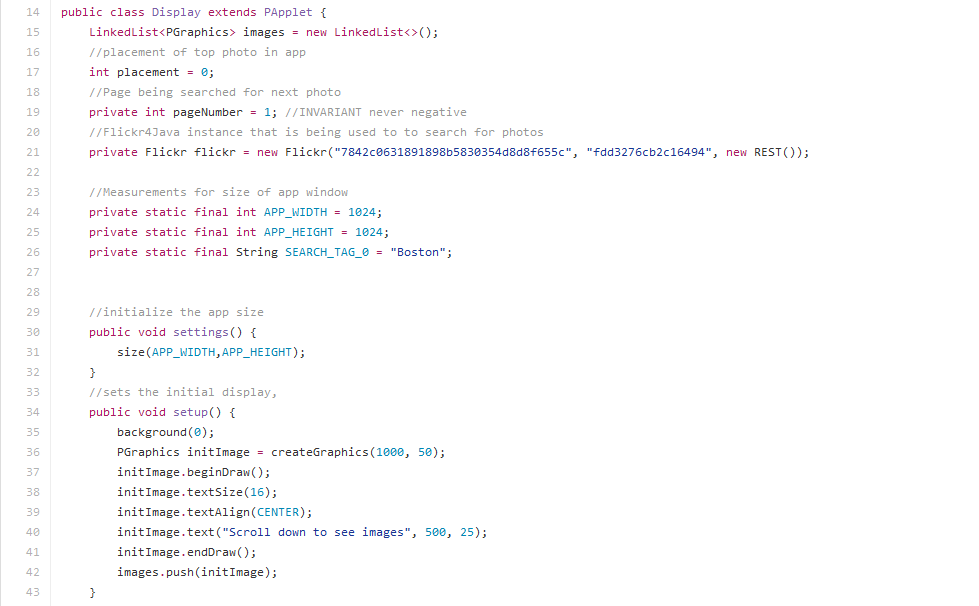 14 public class Display extends PApplet {
15     LinkedList<PGraphics> images = new LinkedList<>();
16     //placement of top photo in app
17     int placement = 0;
18     //Page being searched for next photo
19     private int pageNumber = 1; //INVARIANT never negative
20     //Flickr4Java instance that is being used to to search for photos
21     private Flickr flickr = new Flickr("7842c0631891898b5830354d8d8f655c", "fdd3276cb2c16494", new REST());
22
23     //Measurements for size of app window
24     private static final int APP_WIDTH = 1024;
25     private static final int APP_HEIGHT = 1024;
26     private static final String SEARCH_TAG_0 = "Boston";
27
28
29     //initialize the app size
30     public void settings() {
31         size(APP_WIDTH,APP_HEIGHT);
32     }
33     //sets the initial display,
34     public void setup() {
35         background(0);
36         PGraphics initImage = createGraphics(1000, 50);
37         initImage.beginDraw();
38         initImage.textSize(16);
39         initImage.textAlign(CENTER);
40         initImage.text("Scroll down to see images", 500, 25);
41         initImage.endDraw();
42         images.push(initImage);
43     }